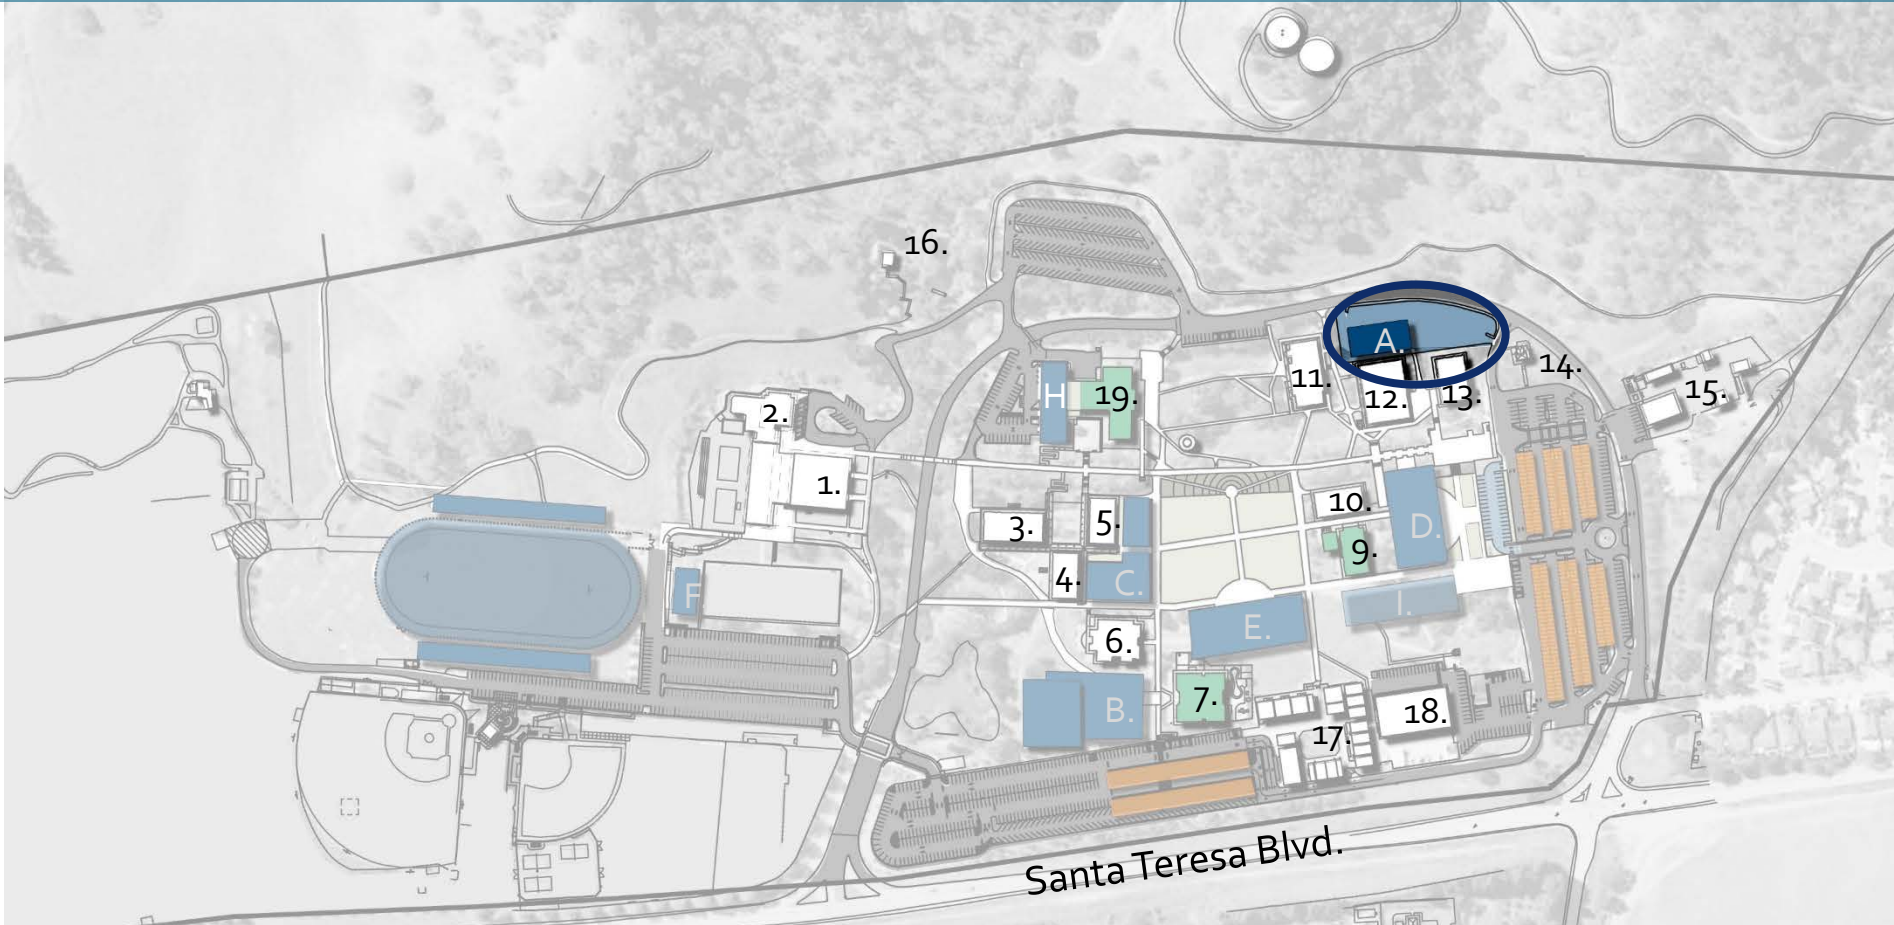 16.
A.
14.
11.
12.
13.
15.
H
19.
2.
1.
3.
5.
10.
D.
9.
4.
C.
F
I.
E.
6.
7.
B.
18.
17.
Santa Teresa Blvd.